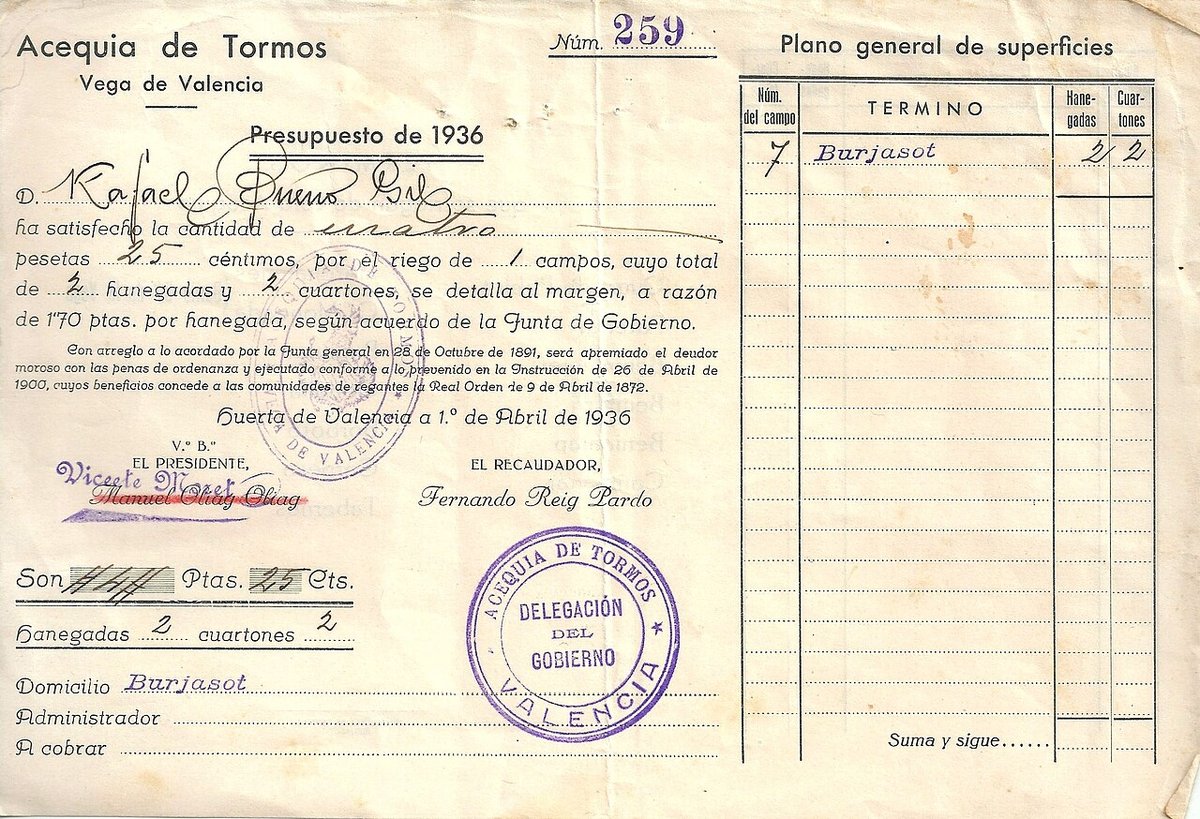 Acequia de Tormos
Vega de Valencia
Núm. 259
Presupuesto de 1936
D. Rafael Bueno Gil
ha satisfecho la cantidad de cuatro
pesetas 25 céntimos, por el riego de 1 campos, cuyo total
de 2 hanegadas y 2 cuartones, se detalla al margen, a razón
de 1'70 ptas. por hanegada, según acuerdo de la Junta de Gobierno.
Con arreglo a lo acordado por la Junta general en 28 de Octubre de 1891, será apremiado el deudor
moroso con las penas de ordenanza y ejecutado conforme a lo prevenido en la Instrucción de 26 de Abril de
1900, cuyos beneficios concede a las comunidades de regantes la Real Orden de 9 de Abril de 1872.
Huerta de Valencia a 1.º de Abril de 1936
V.º B.º
EL PRESIDENTE,
Vicente Moret
Manuel Oliag Oliag
EL RECAUDADOR,
Fernando Reig Pardo
Son #4# Ptas. 25 Cts.
Hanegadas 2 cuartones 2
Domicilio Burjasot
Administrador
A cobrar
ACEQUIA DE TORMOS
DELEGACIÓN
DEL
GOBIERNO
VALENCIA
Plano general de superficies
Núm. del campo TERMINO Hane-gadas Cuar-tones
7 Burjasot 2 2
Suma y sigue......